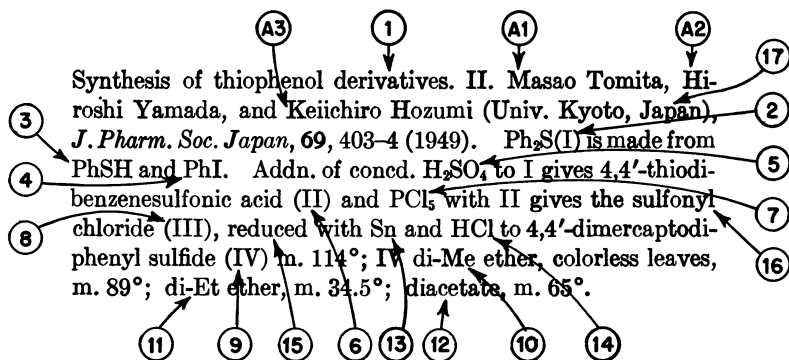 A3 1 A1 A2
Synthesis of thiophenol derivatives. II. Masao Tomita, Hi- 17
roshi Yamada, and Keiichiro Hozumi (Univ. Kyoto, Japan),
3 J. Pharm. Soc. Japan, 69, 403–4 (1949). Ph₂S(I) is made from 2
4 PhSH and PhI. Addn. of concd. H₂SO₄ to I gives 4,4′-thiodi- 5
benzenesulfonic acid (II) and PCl₅ with II gives the sulfonyl 7
8 chloride (III), reduced with Sn and HCl to 4,4′-dimercaptodi-
phenyl sulfide (IV) m. 114°; IV di-Me ether, colorless leaves, 16
m. 89°; di-Et ether, m. 34.5°; diacetate, m. 65°.
11 9 15 6 13 12 10 14